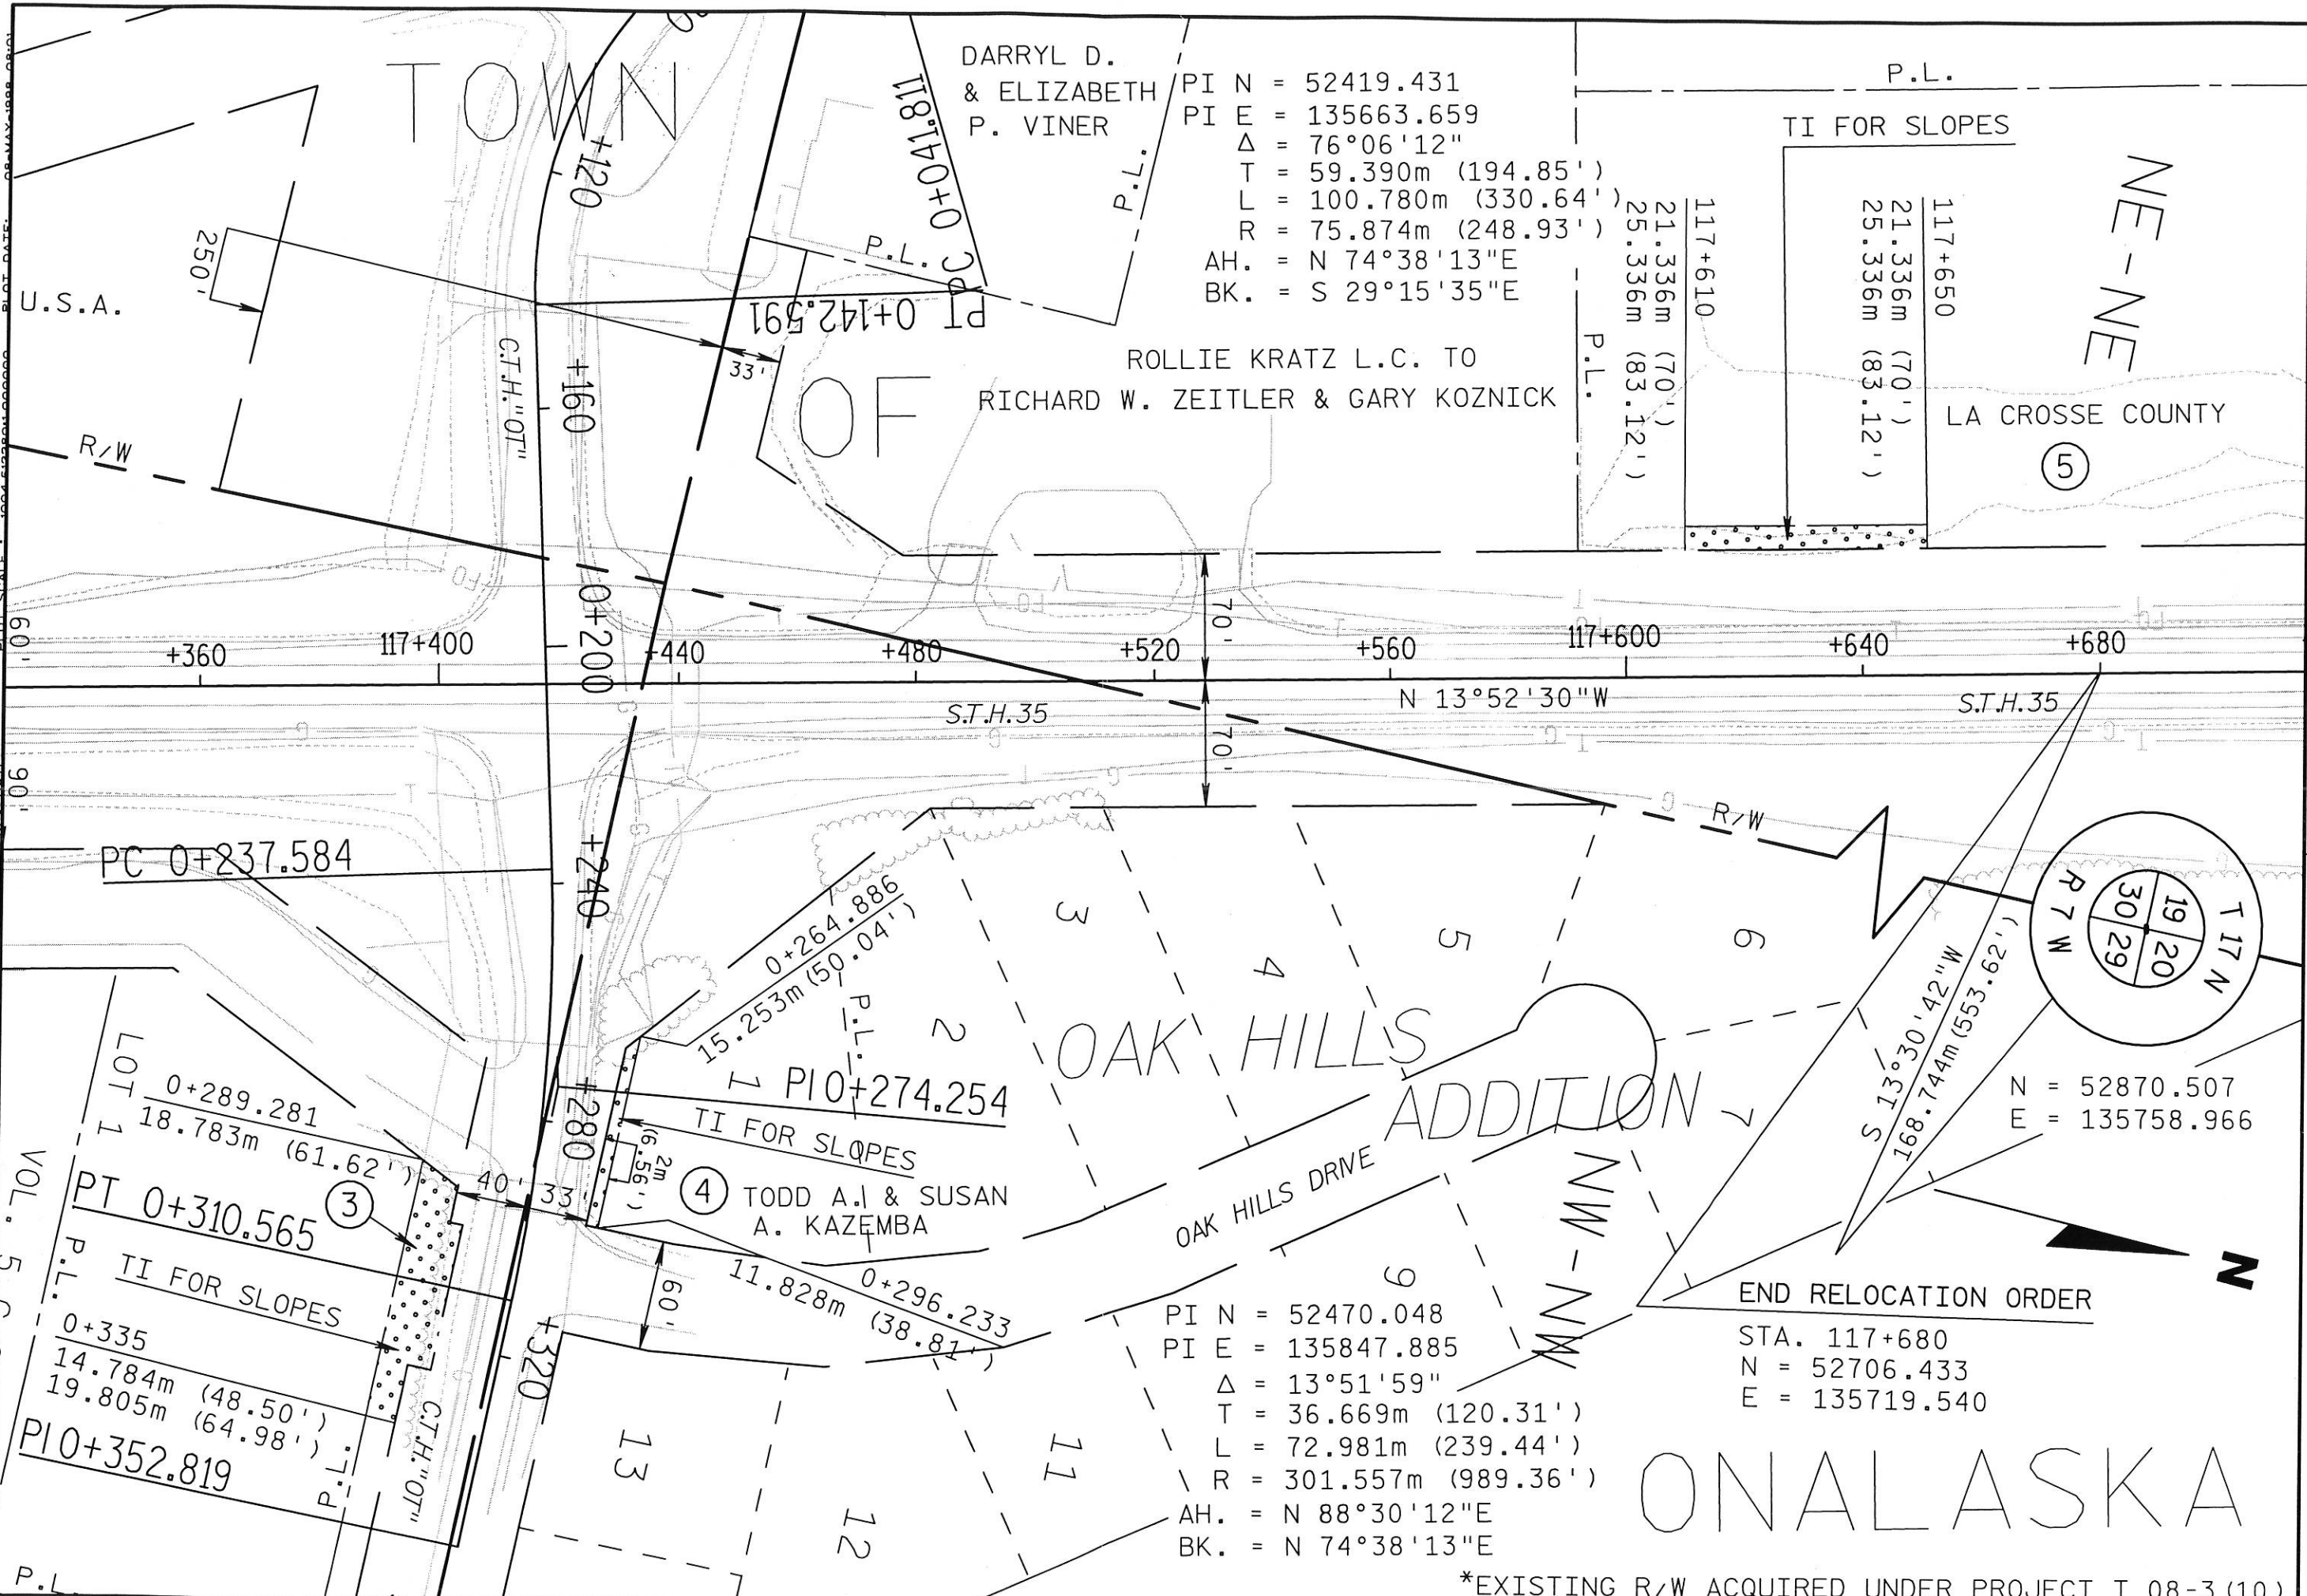 TOWN
OF
ONALASKA
DARRYL D.
& ELIZABETH
P. VINER
PI N = 52419.431
PI E = 135663.659
Δ = 76°06'12"
T = 59.390m (194.85')
L = 100.780m (330.64')
R = 75.874m (248.93')
AH. = N 74°38'13"E
BK. = S 29°15'35"E
P.L.
TI FOR SLOPES
NE-NE
117+610
21.336m (70')
25.336m (83.12')
117+650
21.336m (70')
25.336m (83.12')
P.L.
P.L.
P.L.
PC 0+041.811
PT 0+142.591
+120
+160
0+200
+240
+280
+320
250'
33'
U.S.A.
C.T.H."OT"
R/W
ROLLIE KRATZ L.C. TO
RICHARD W. ZEITLER & GARY KOZNICK
LA CROSSE COUNTY
5
60'
90'
+360
117+400
+440
+480
+520
+560
117+600
+640
+680
70'
70'
S.T.H.35
N 13°52'30"W
S.T.H.35
R/W
PC 0+237.584
0+264.886
15.253m (50.04')
P.L.
1
2
3
4
5
6
7
9
11
12
13
OAK HILLS
ADDITION
OAK HILLS DRIVE
NW-NW
T 17 N
R 7 W
19
20
30
29
S 13°30'42"W
168.744m (553.62')
N = 52870.507
E = 135758.966
N
END RELOCATION ORDER
STA. 117+680
N = 52706.433
E = 135719.540
PI 0+274.254
TI FOR SLOPES
2m
(6.56')
4
TODD A. & SUSAN
A. KAZEMBA
0+296.233
11.828m (38.81')
60'
40'
33'
LOT 1
0+289.281
18.783m (61.62')
PT 0+310.565
3
VOL. 5
P.L.
TI FOR SLOPES
0+335
14.784m (48.50')
19.805m (64.98')
PI 0+352.819
P.L.
C.T.H."OT"
P.L.
PI N = 52470.048
PI E = 135847.885
Δ = 13°51'59"
T = 36.669m (120.31')
L = 72.981m (239.44')
R = 301.557m (989.36')
AH. = N 88°30'12"E
BK. = N 74°38'13"E
*EXISTING R/W ACQUIRED UNDER PROJECT T 08-3(10)